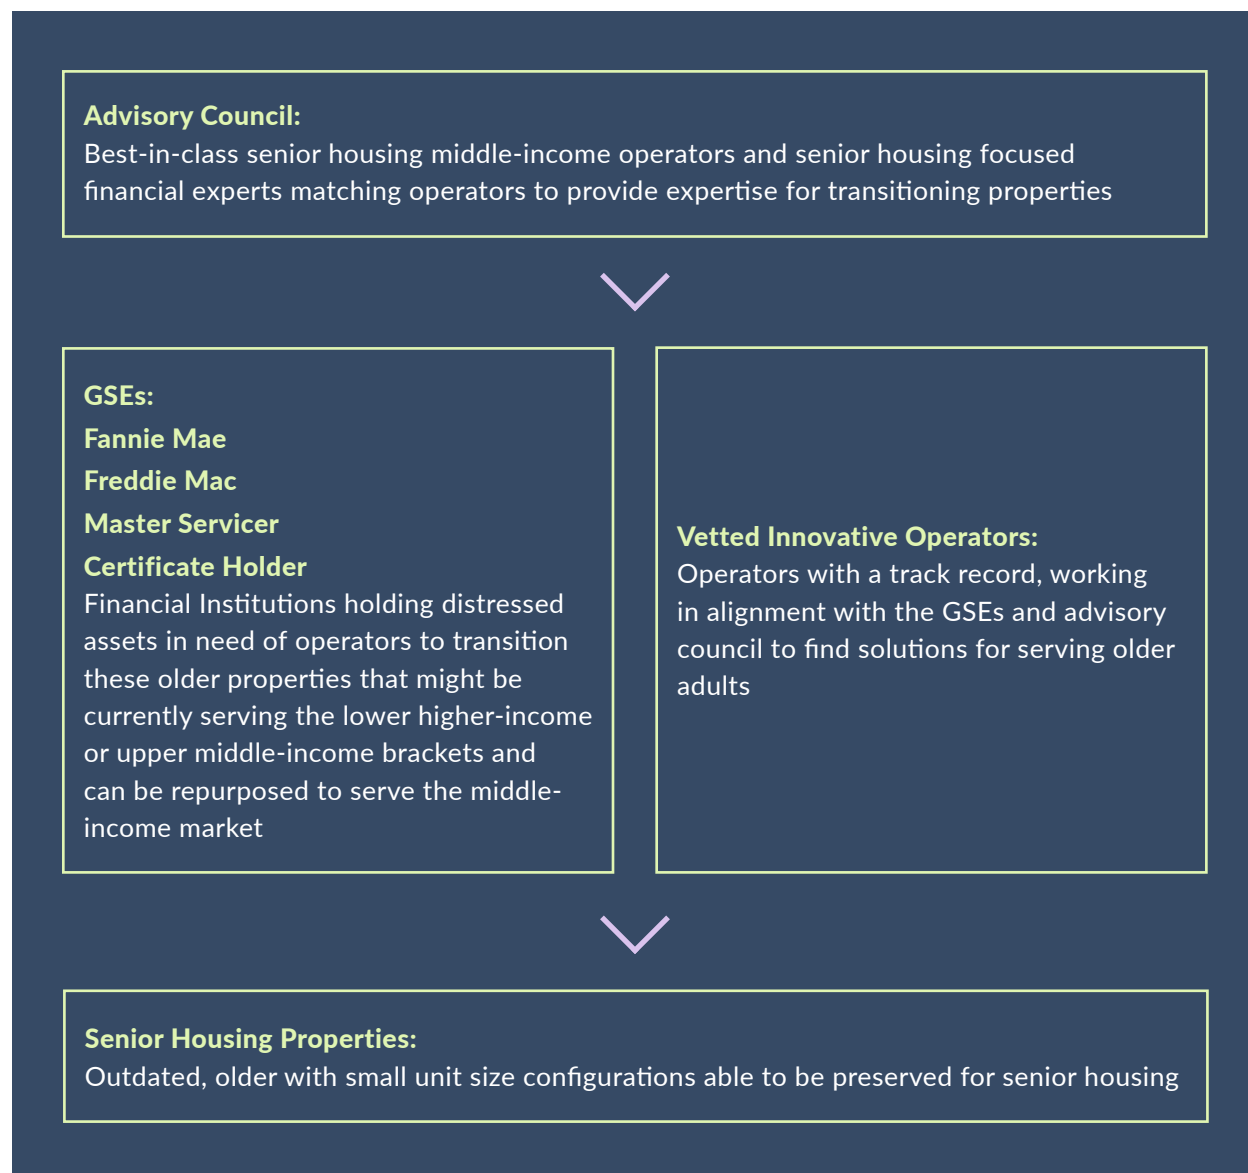 Advisory Council:
Best-in-class senior housing middle-income operators and senior housing focused
financial experts matching operators to provide expertise for transitioning properties
GSEs:
Fannie Mae
Freddie Mac
Master Servicer
Certificate Holder
Financial Institutions holding distressed
assets in need of operators to transition
these older properties that might be
currently serving the lower higher-income
or upper middle-income brackets and
can be repurposed to serve the middle-
income market
Vetted Innovative Operators:
Operators with a track record, working
in alignment with the GSEs and advisory
council to find solutions for serving older
adults
Senior Housing Properties:
Outdated, older with small unit size configurations able to be preserved for senior housing